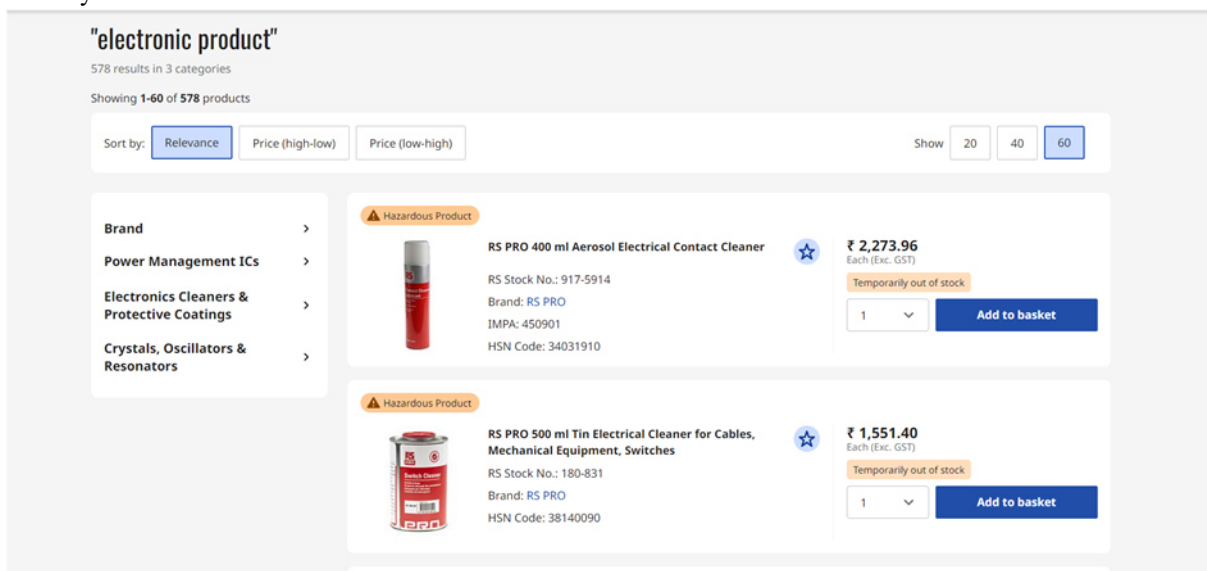 "electronic product"
578 results in 3 categories
Showing 1-60 of 578 products
Sort by: Relevance Price (high-low) Price (low-high) Show 20 40 60
Brand
Power Management ICs
Electronics Cleaners &
Protective Coatings
Crystals, Oscillators &
Resonators
Hazardous Product
RS
RS PRO 400 ml Aerosol Electrical Contact Cleaner
RS Stock No.: 917-5914
Brand: RS PRO
IMPA: 450901
HSN Code: 34031910
₹ 2,273.96
Each (Exc. GST)
Temporarily out of stock
1 Add to basket
Hazardous Product
RS
Switch Cleaner
PRO
RS PRO 500 ml Tin Electrical Cleaner for Cables,
Mechanical Equipment, Switches
RS Stock No.: 180-831
Brand: RS PRO
HSN Code: 38140090
₹ 1,551.40
Each (Exc. GST)
Temporarily out of stock
1 Add to basket